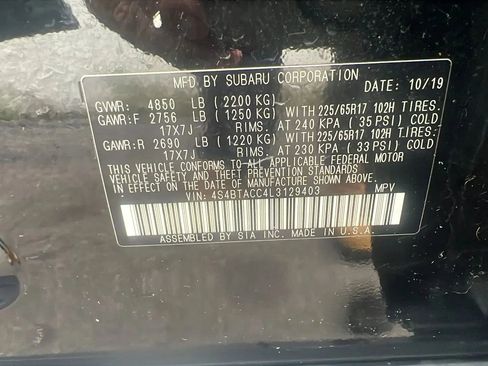 MFD. BY SUBARU CORPORATION DATE: 10/19
GVWR: 4850 LB (2200 KG)
GAWR:F 2756 LB (1250 KG) WITH 225/65R17 102H TIRES.
17X7J RIMS. AT 240 KPA (35 PSI) COLD
GAWR:R 2690 LB (1220 KG) WITH 225/65R17 102H TIRES.
17X7J RIMS. AT 230 KPA (33 PSI) COLD
THIS VEHICLE CONFORMS TO ALL APPLICABLE FEDERAL MOTOR
VEHICLE SAFETY, BUMPER, AND THEFT PREVENTION STANDARDS
IN EFFECT ON THE DATE OF MANUFACTURE SHOWN ABOVE.
VIN: 4S4BTACC4L3129403 MPV
ASSEMBLED BY SIA INC. MADE IN U.S.A.